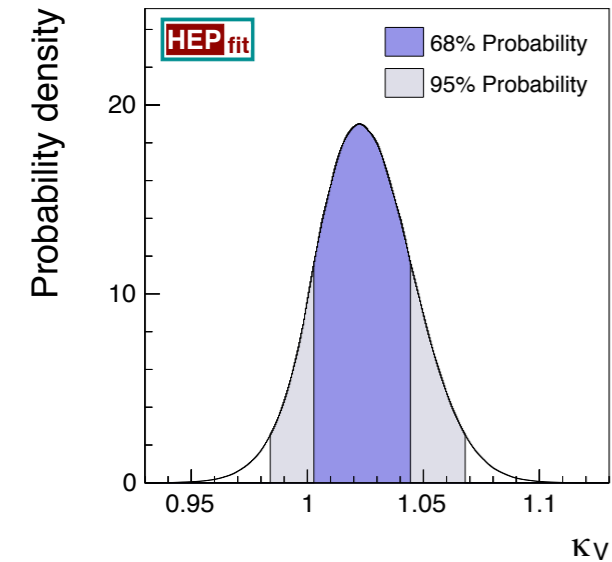 HEP fit
68% Probability
95% Probability
Probability density
20
10
0
0.95 1 1.05 1.1
κV